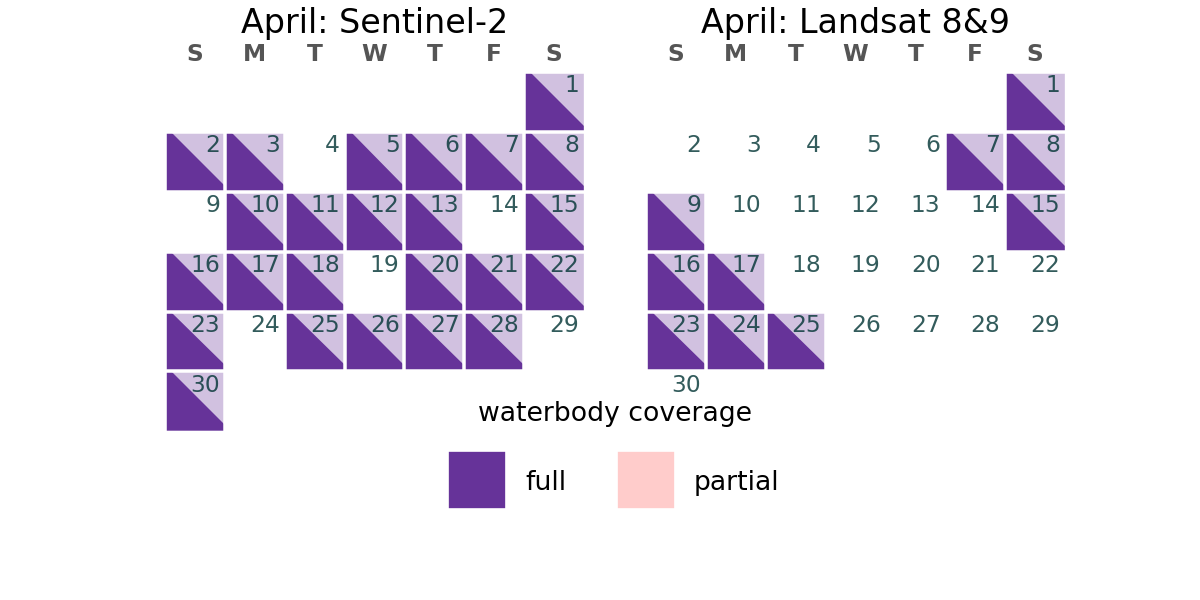 April: Sentinel-2
S M T W T F S
1
2 3 4 5 6 7 8
9 10 11 12 13 14 15
16 17 18 19 20 21 22
23 24 25 26 27 28 29
30
April: Landsat 8&9
S M T W T F S
1
2 3 4 5 6 7 8
9 10 11 12 13 14 15
16 17 18 19 20 21 22
23 24 25 26 27 28 29
30
waterbody coverage
full partial